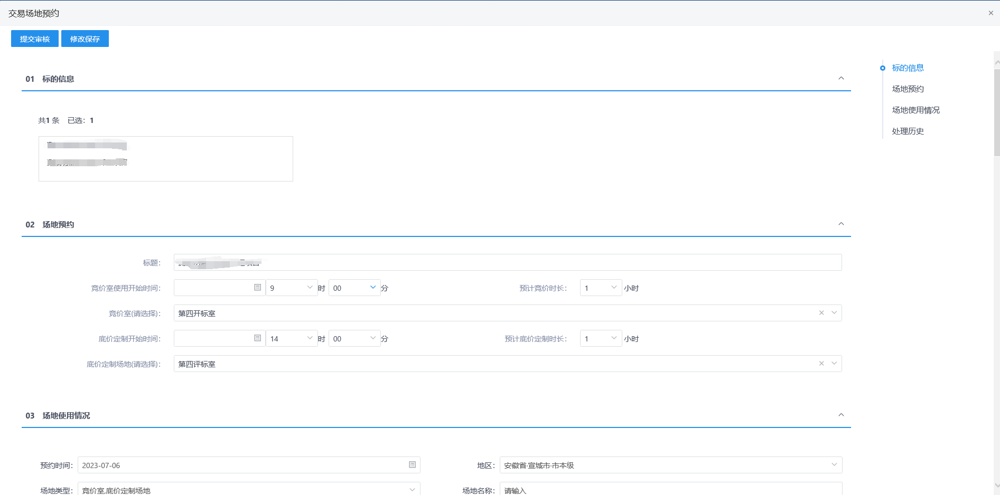 交易场地预约
提交审核 修改保存
标的信息
场地预约
场地使用情况
处理历史
01 标的信息
共1 条 已选：1
02 场地预约
标题：
竞价室使用开始时间： 9 时 00 分 预计竞价时长： 1 小时
竞价室(请选择)： 第四开标室
底价定制开始时间： 14 时 00 分 预计底价定制时长： 1 小时
底价定制场地(请选择)： 第四评标室
03 场地使用情况
预约时间： 2023-07-06 地区： 安徽省·宣城市·市本级
场地类型： 竞价室,底价定制场地 场地名称： 请输入